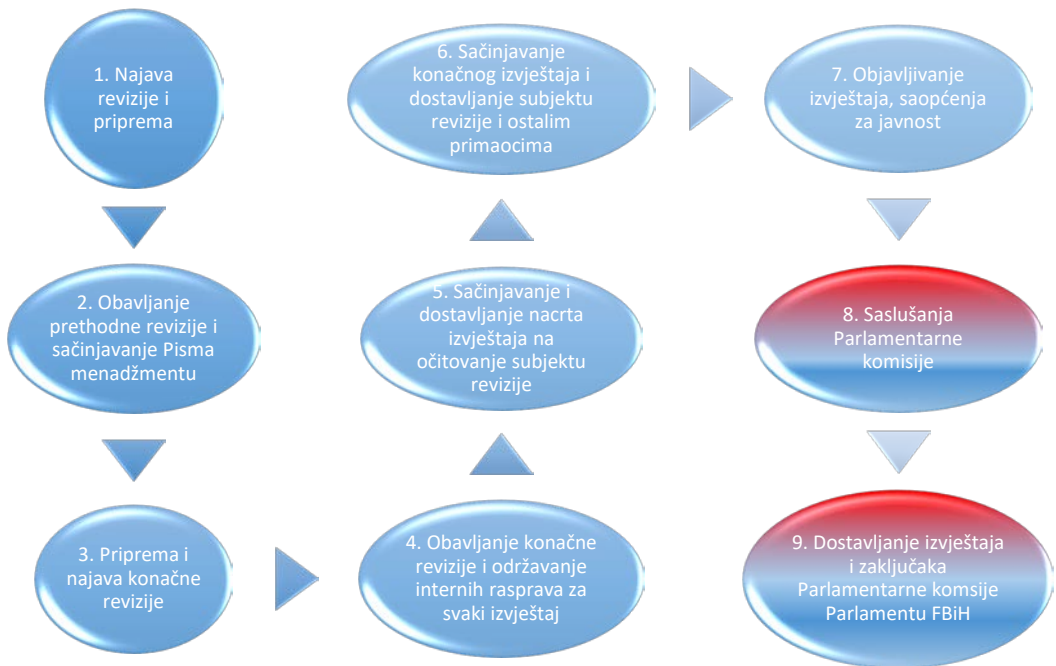 1. Najava
revizije i
priprema
2. Obavljanje
prethodne revizije i
sačinjavanje Pisma
menadžmentu
3. Priprema i
najava konačne
revizije
4. Obavljanje konačne
revizije i održavanje
internih rasprava za
svaki izvještaj
5. Sačinjavanje i
dostavljanje nacrta
izvještaja na
očitovanje subjektu
revizije
6. Sačinjavanje
konačnog izvještaja i
dostavljanje subjektu
revizije i ostalim
primaocima
7. Objavljivanje
izvještaja, saopćenja
za javnost
8. Saslušanja
Parlamentarne
komisije
9. Dostavljanje izvještaja
i zaključaka
Parlamentarne komsije
Parlamentu FBiH